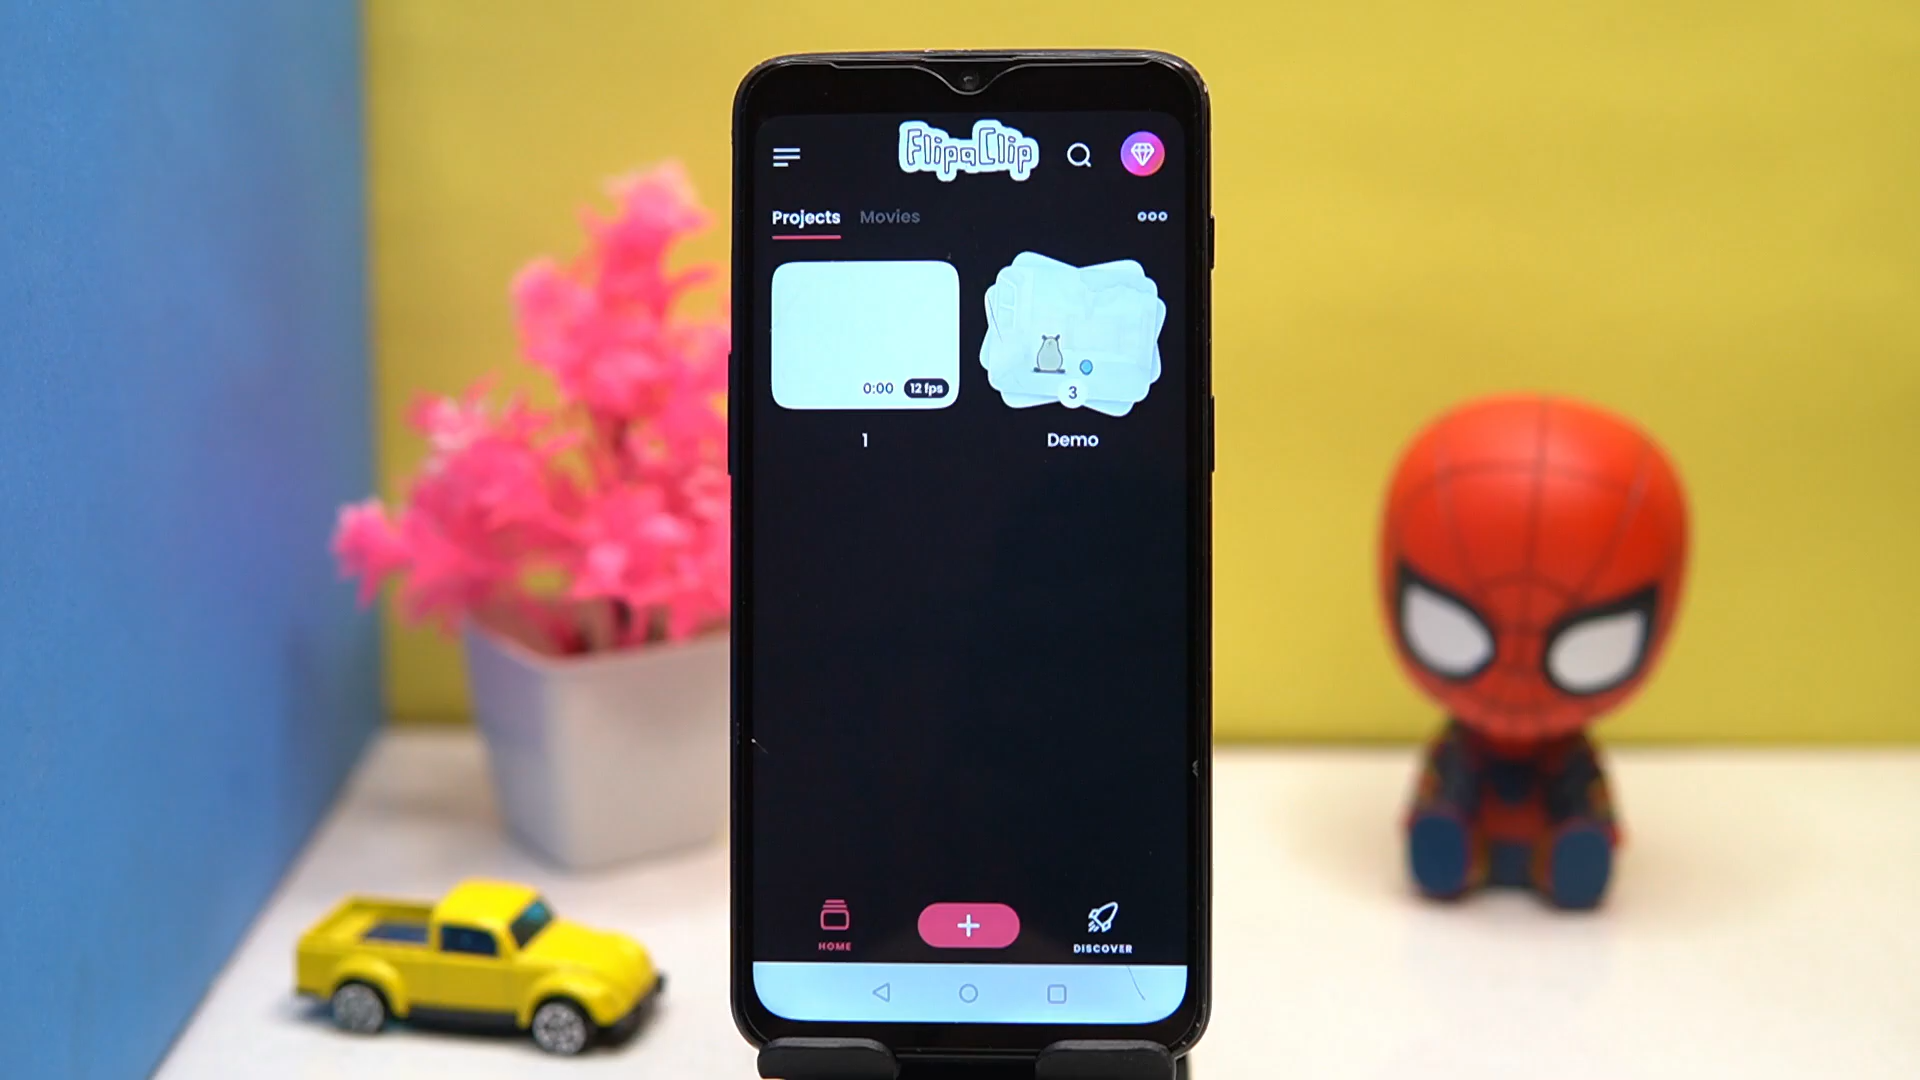 FlipaClip
Projects Movies
0:00 12 fps
3
1 Demo
HOME DISCOVER